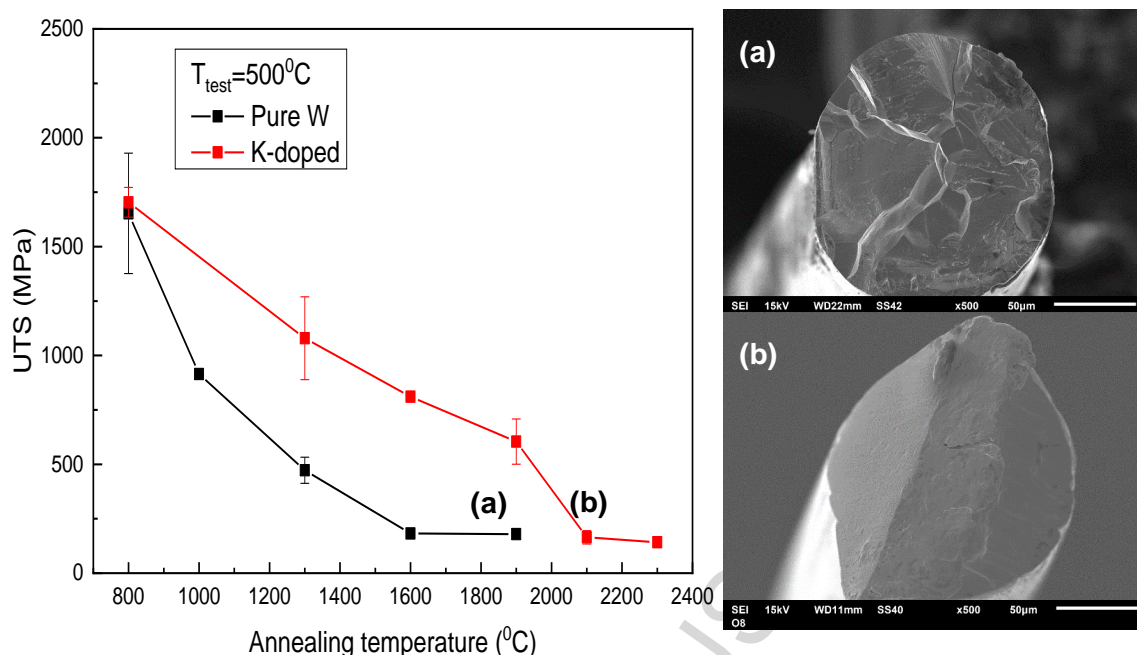 2500
2000
1500
1000
500
0
UTS (MPa)
T_test=500⁰C
Pure W
K-doped
(a)
(b)
800 1000 1200 1400 1600 1800 2000 2200 2400
Annealing temperature (⁰C)
(a)
SEI 15kV WD22mm SS42 x500 50µm
(b)
SEI 15kV WD11mm SS40 x500 50µm
O8